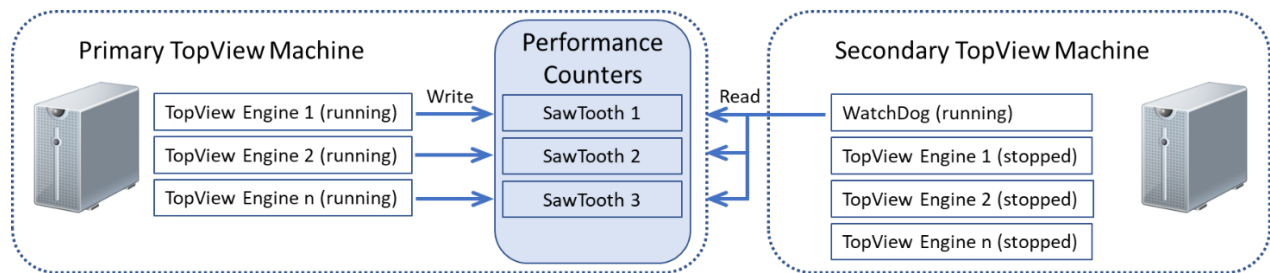 Primary TopView Machine
TopView Engine 1 (running)
TopView Engine 2 (running)
TopView Engine n (running)
Write
Performance
Counters
SawTooth 1
SawTooth 2
SawTooth 3
Read
Secondary TopView Machine
WatchDog (running)
TopView Engine 1 (stopped)
TopView Engine 2 (stopped)
TopView Engine n (stopped)